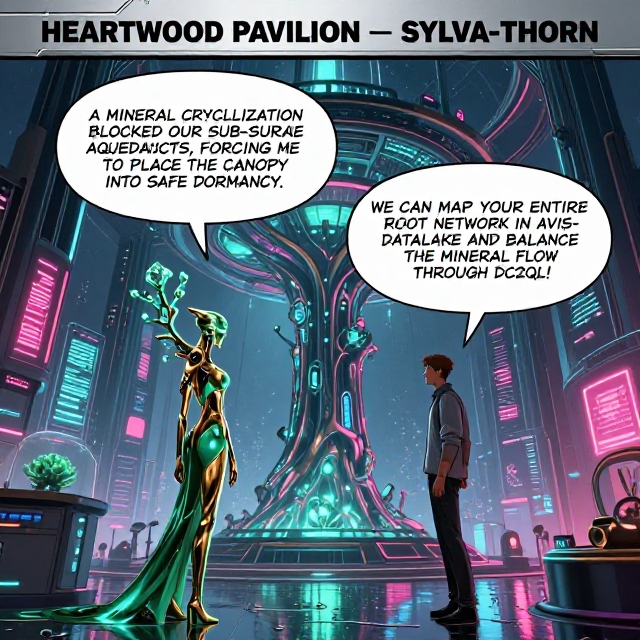 HEARTWOOD PAVILION — SYLVA-THORN
A MINERAL CRYCLLIZATION
BLOCKED OUR SUB-SURAE
AQUEDAUCTS, FORCING ME
TO PLACE THE CANOPY
INTO SAFE DORMANCY.
WE CAN MAP YOUR ENTIRE
ROOT NETWORK IN AVIS-
DATALAKE AND BALANCE
THE MINERAL FLOW
THROUGH DC2QL!